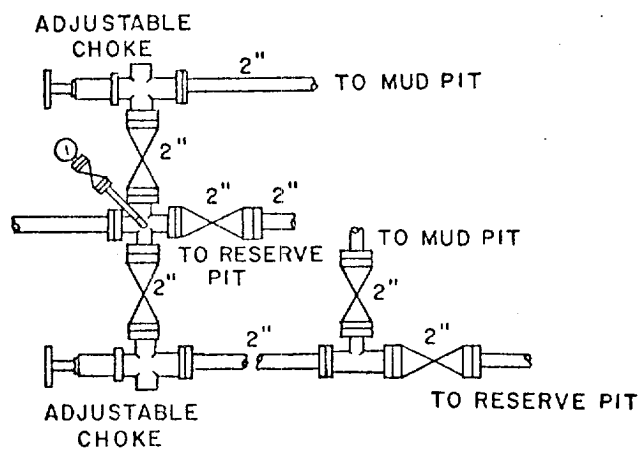 ADJUSTABLE
CHOKE
2"
TO MUD PIT
2"
2"
2"
TO RESERVE
PIT
TO MUD PIT
2"
2"
2"
2"
TO RESERVE PIT
ADJUSTABLE
CHOKE